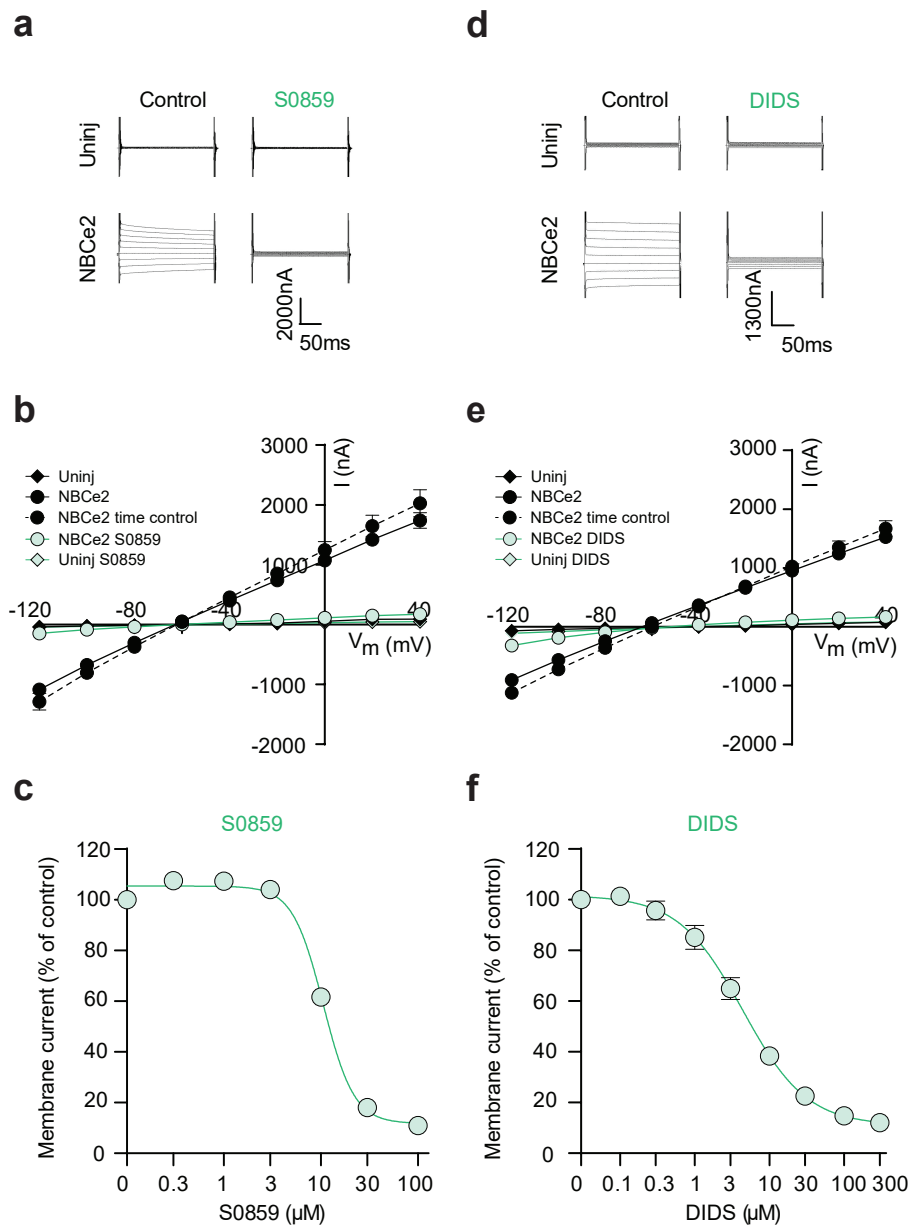 a
Control
S0859
Uninj
NBCe2
2000nA
50ms
d
Control
DIDS
Uninj
NBCe2
1300nA
50ms
b
Uninj
NBCe2
NBCe2 time control
NBCe2 S0859
Uninj S0859
3000
2000
1000
-1000
-2000
I (nA)
-120
-80
-40
40
Vm (mV)
e
Uninj
NBCe2
NBCe2 time control
NBCe2 DIDS
Uninj DIDS
3000
2000
1000
-1000
-2000
I (nA)
-120
-80
-40
40
Vm (mV)
c
S0859
Membrane current (% of control)
120
100
80
60
40
20
0
0 0.3 1 3 10 30 100
S0859 (µM)
f
DIDS
Membrane current (% of control)
120
100
80
60
40
20
0
0 0.1 0.3 1 3 10 30 100 300
DIDS (µM)